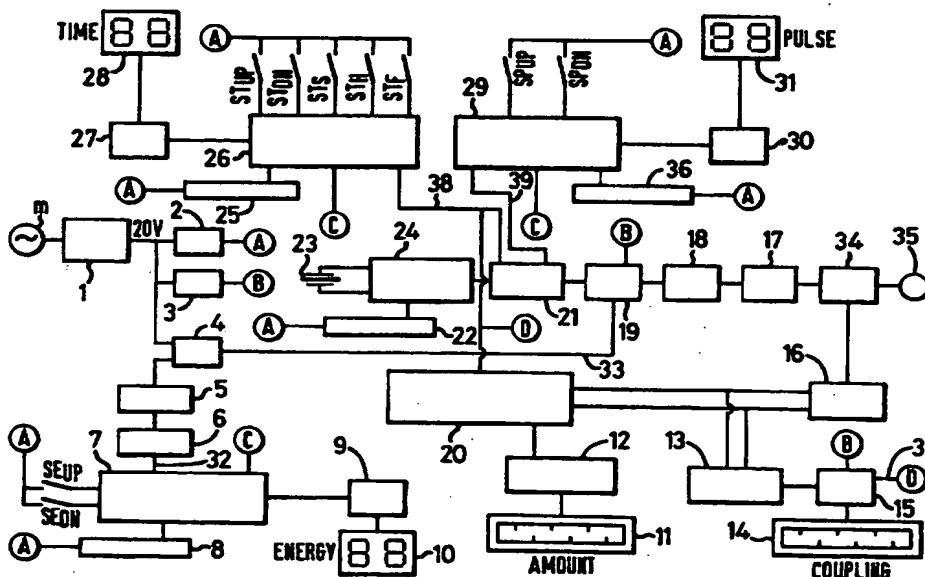 TIME 88
28
A
STUP STDN STS STH STF
SPUP SPDN
A
88 PULSE
31
29
27
26
30
A
25
38
39
36
A
C
C
m
20V
2
A
1
23
24
B
18
17
34
35
3
B
21
19
4
A
22
D
33
16
5
6
20
A
7
32
C
9
12
13
B
3
D
SEUP
SEDN
15
A
8
ENERGY 88
10
11
AMOUNT
14
COUPLING